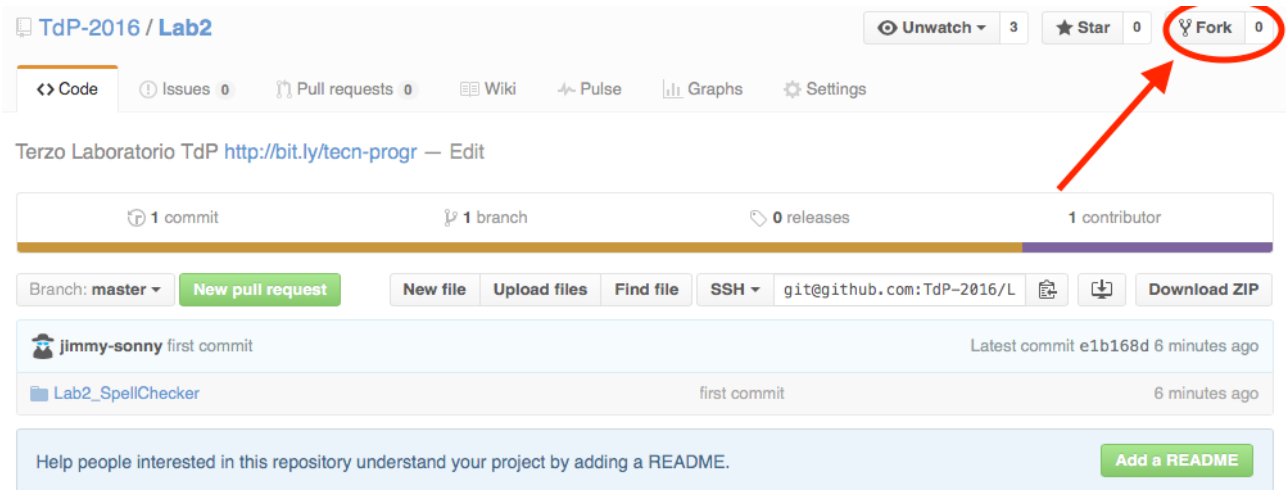 TdP-2016 / Lab2
Unwatch 3 Star 0 Fork 0
Code Issues 0 Pull requests 0 Wiki Pulse Graphs Settings
Terzo Laboratorio TdP http://bit.ly/tecn-progr — Edit
1 commit 1 branch 0 releases 1 contributor
Branch: master New pull request New file Upload files Find file SSH git@github.com:TdP-2016/L Download ZIP
jimmy-sonny first commit Latest commit e1b168d 6 minutes ago
Lab2_SpellChecker first commit 6 minutes ago
Help people interested in this repository understand your project by adding a README. Add a README